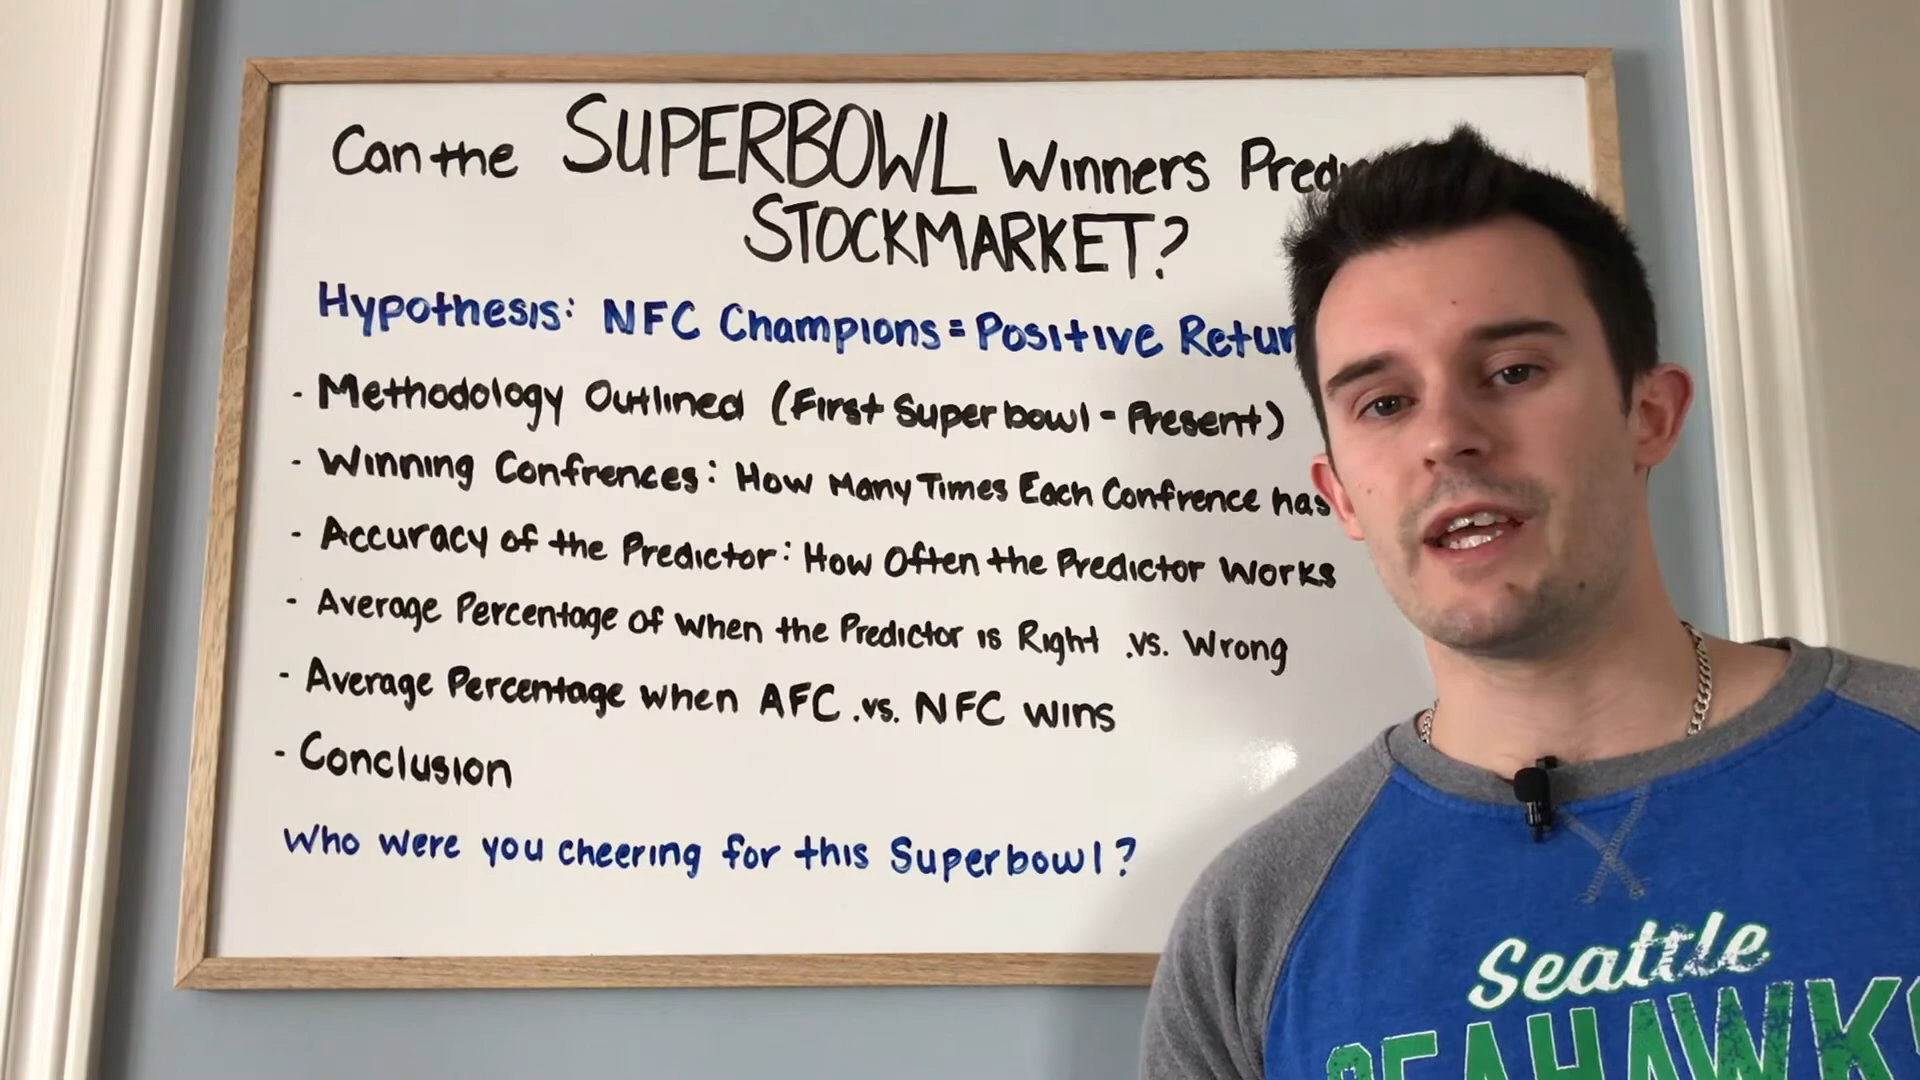 Can the SUPERBOWL Winners
STOCKMARKET?
Hypothesis: NFC Champions = Positive
- Methodology Outlined (First Superbowl - Present)
- Winning Confrences: How Many Times Each Confrence has
- Accuracy of the Predictor: How Often the Predictor Works
- Average Percentage of when the Predictor is Right .vs. Wrong
- Average Percentage when AFC .vs. NFC wins
- Conclusion
Who were you cheering for this Superbowl?
Seattle
SEAHAWKS